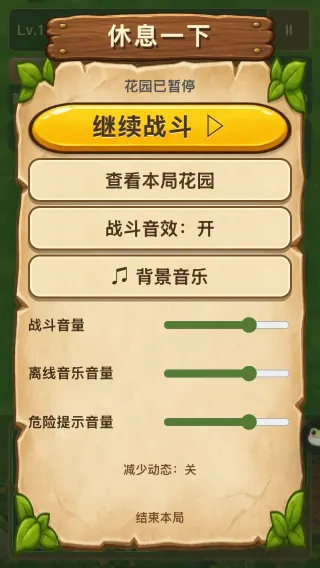 Lv.1
休息一下
II
花园已暂停
继续战斗 ▷
查看本局花园
战斗音效：开
♫ 背景音乐
战斗音量
离线音乐音量
危险提示音量
减少动态：关
结束本局